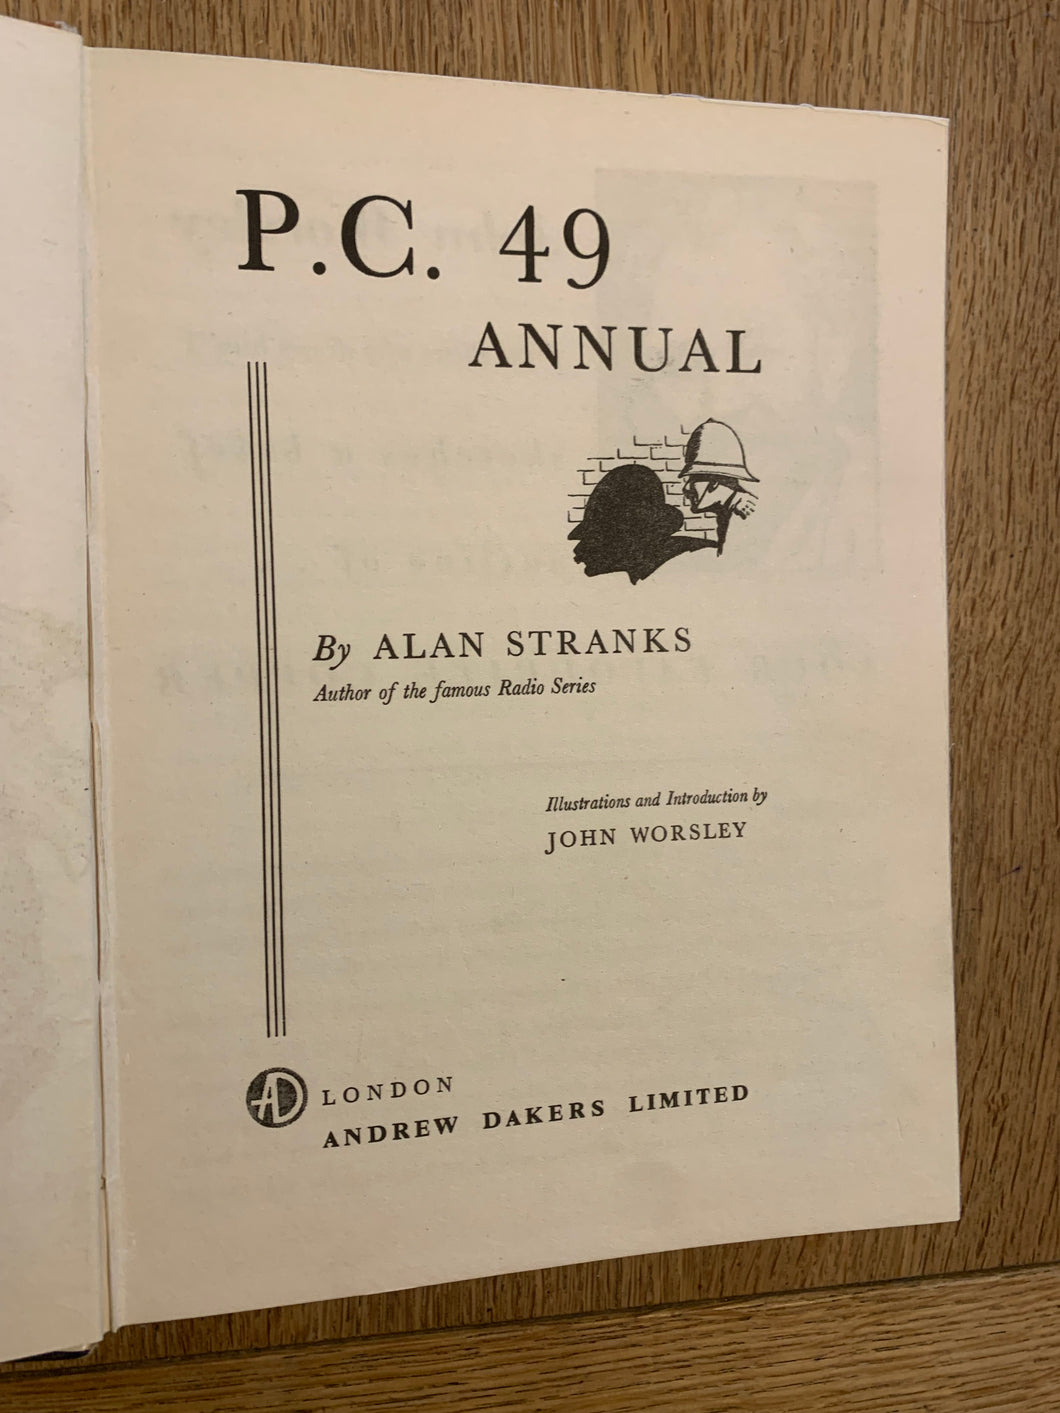 P.C. 49
ANNUAL
By ALAN STRANKS
Author of the famous Radio Series
Illustrations and Introduction by
JOHN WORSLEY
AD
LONDON
ANDREW DAKERS LIMITED